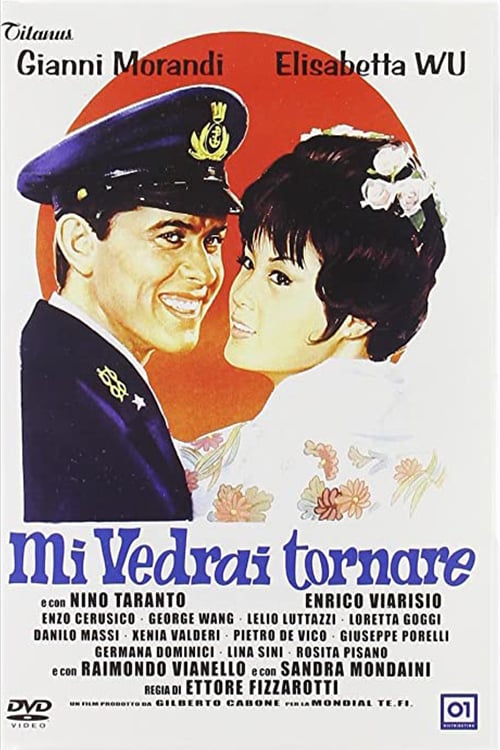 Titanus
Gianni Morandi Elisabetta WU
mi Vedrai tornare
e con NINO TARANTO ENRICO VIARISIO
ENZO CERUSICO · GEORGE WANG · LELIO LUTTAZZI · LORETTA GOGGI
DANILO MASSI · XENIA VALDERI · PIETRO DE VICO · GIUSEPPE PORELLI
GERMANA DOMINICI · LINA SINI · ROSITA PISANO
e con RAIMONDO VIANELLO e con SANDRA MONDAINI
REGIA DI ETTORE FIZZAROTTI
UN FILM PRODOTTO DA GILBERTO CABONE PER LA MONDIAL TE.FI.
DVD
VIDEO
01
DISTRIBUTION